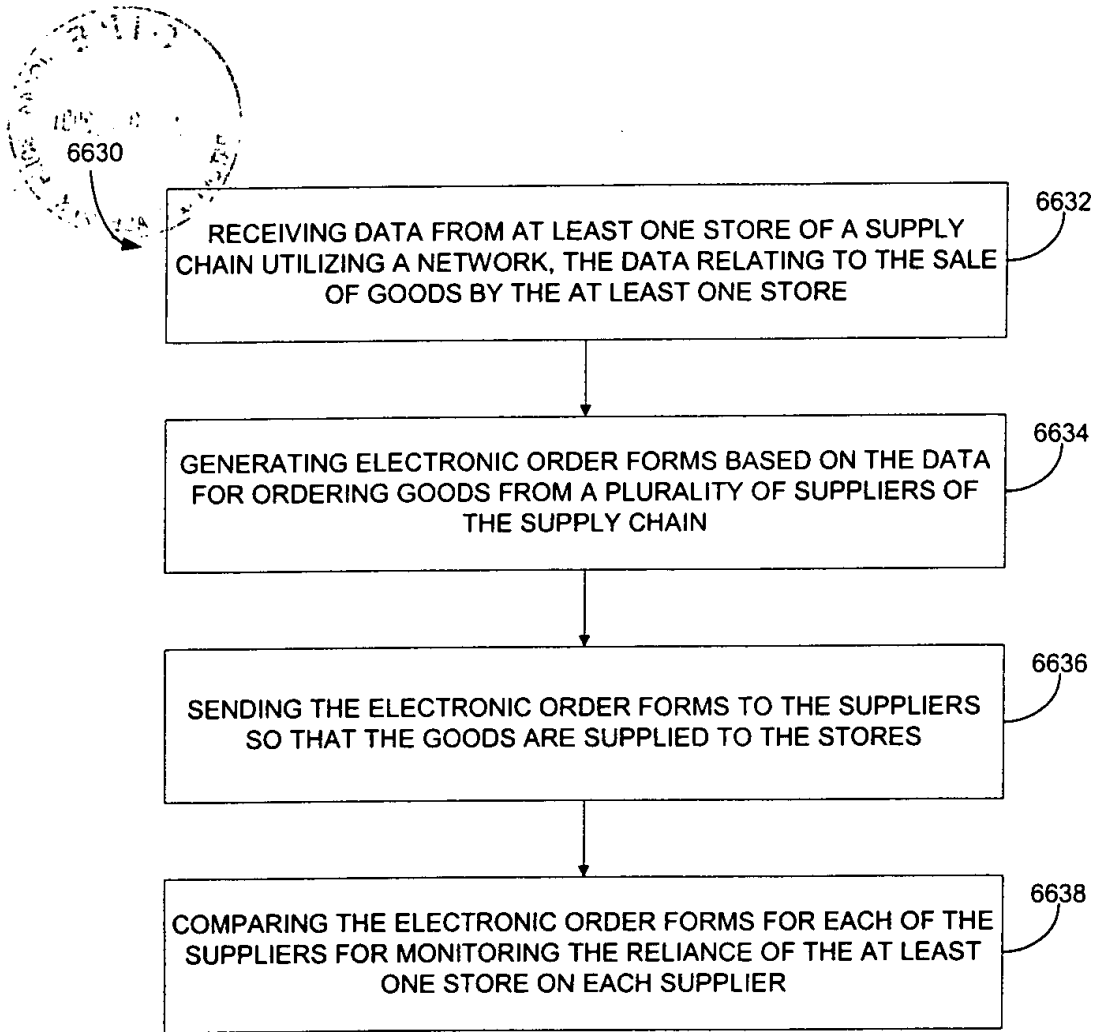 6630
6632
RECEIVING DATA FROM AT LEAST ONE STORE OF A SUPPLY
CHAIN UTILIZING A NETWORK, THE DATA RELATING TO THE SALE
OF GOODS BY THE AT LEAST ONE STORE
6634
GENERATING ELECTRONIC ORDER FORMS BASED ON THE DATA
FOR ORDERING GOODS FROM A PLURALITY OF SUPPLIERS OF
THE SUPPLY CHAIN
6636
SENDING THE ELECTRONIC ORDER FORMS TO THE SUPPLIERS
SO THAT THE GOODS ARE SUPPLIED TO THE STORES
6638
COMPARING THE ELECTRONIC ORDER FORMS FOR EACH OF THE
SUPPLIERS FOR MONITORING THE RELIANCE OF THE AT LEAST
ONE STORE ON EACH SUPPLIER